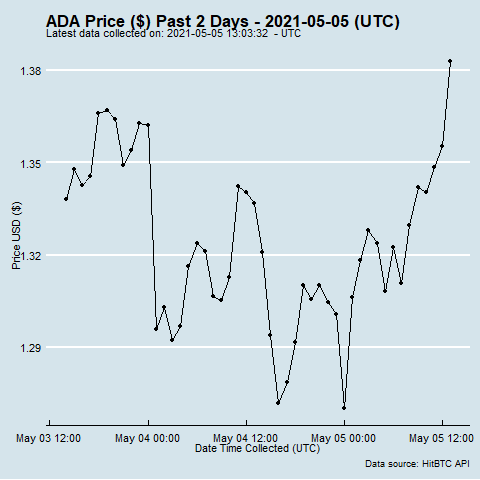 ADA Price ($) Past 2 Days - 2021-05-05 (UTC)
Latest data collected on: 2021-05-05 13:03:32 - UTC
1.38
1.35
1.32
1.29
Price USD ($)
May 03 12:00 May 04 00:00 May 04 12:00 May 05 00:00 May 05 12:00
Date Time Collected (UTC)
Data source: HitBTC API